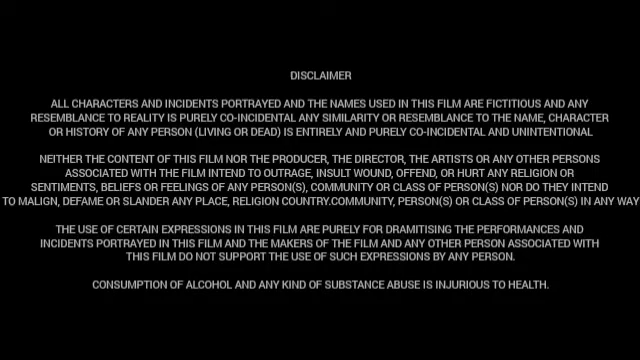 DISCLAIMER
ALL CHARACTERS AND INCIDENTS PORTRAYED AND THE NAMES USED IN THIS FILM ARE FICTITIOUS AND ANY
RESEMBLANCE TO REALITY IS PURELY CO-INCIDENTAL ANY SIMILARITY OR RESEMBLANCE TO THE NAME, CHARACTER
OR HISTORY OF ANY PERSON (LIVING OR DEAD) IS ENTIRELY AND PURELY CO-INCIDENTAL AND UNINTENTIONAL
NEITHER THE CONTENT OF THIS FILM NOR THE PRODUCER, THE DIRECTOR, THE ARTISTS OR ANY OTHER PERSONS
ASSOCIATED WITH THE FILM INTEND TO OUTRAGE, INSULT WOUND, OFFEND, OR HURT ANY RELIGION OR
SENTIMENTS, BELIEFS OR FEELINGS OF ANY PERSON(S), COMMUNITY OR CLASS OF PERSON(S) NOR DO THEY INTEND
TO MALIGN, DEFAME OR SLANDER ANY PLACE, RELIGION COUNTRY.COMMUNITY, PERSON(S) OR CLASS OF PERSON(S) IN ANY WAY
THE USE OF CERTAIN EXPRESSIONS IN THIS FILM ARE PURELY FOR DRAMITISING THE PERFORMANCES AND
INCIDENTS PORTRAYED IN THIS FILM AND THE MAKERS OF THE FILM AND ANY OTHER PERSON ASSOCIATED WITH
THIS FILM DO NOT SUPPORT THE USE OF SUCH EXPRESSIONS BY ANY PERSON.
CONSUMPTION OF ALCOHOL AND ANY KIND OF SUBSTANCE ABUSE IS INJURIOUS TO HEALTH.